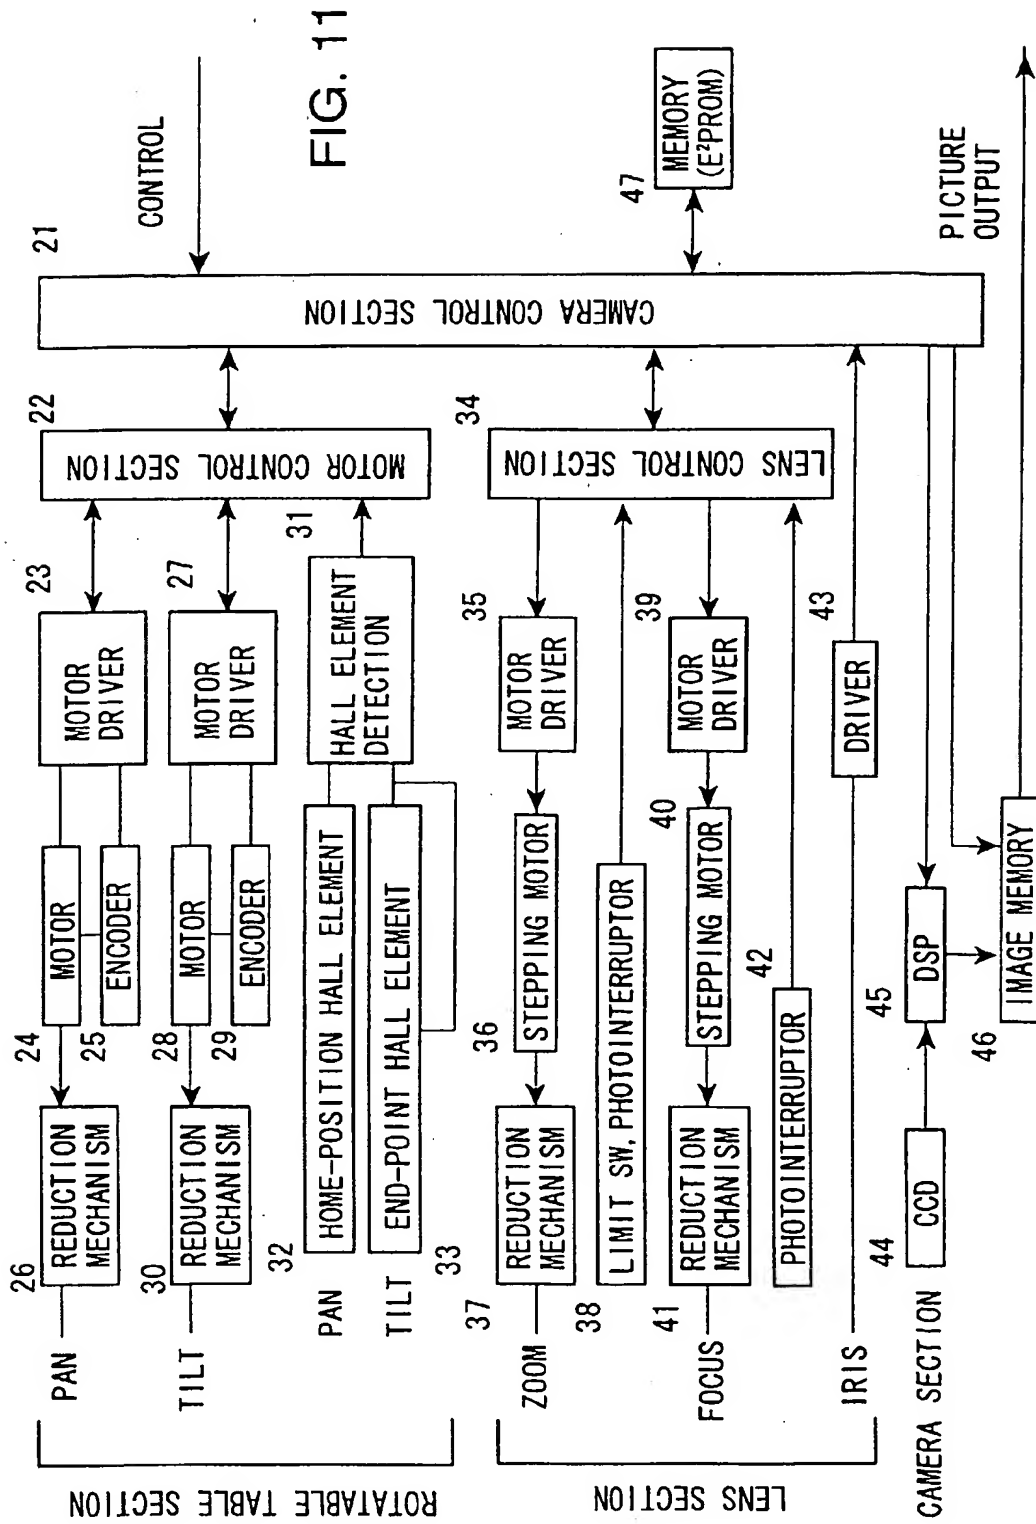 FIG. 11
CONTROL
21
CAMERA CONTROL SECTION
47
MEMORY
(E²PROM)
PICTURE
OUTPUT
ROTATABLE TABLE SECTION
PAN
26
REDUCTION
MECHANISM
24
MOTOR
25
ENCODER
23
MOTOR
DRIVER
22
MOTOR CONTROL SECTION
TILT
30
REDUCTION
MECHANISM
28
MOTOR
29
ENCODER
27
MOTOR
DRIVER
PAN
32
HOME-POSITION HALL ELEMENT
TILT
33
END-POINT HALL ELEMENT
31
HALL ELEMENT
DETECTION
LENS SECTION
ZOOM
37
REDUCTION
MECHANISM
36
STEPPING MOTOR
35
MOTOR
DRIVER
34
LENS CONTROL SECTION
38
LIMIT SW, PHOTOINTERRUPTOR
FOCUS
41
REDUCTION
MECHANISM
40
STEPPING MOTOR
39
MOTOR
DRIVER
42
PHOTOINTERRUPTOR
IRIS
43
DRIVER
CAMERA SECTION
44
CCD
45
DSP
46
IMAGE MEMORY